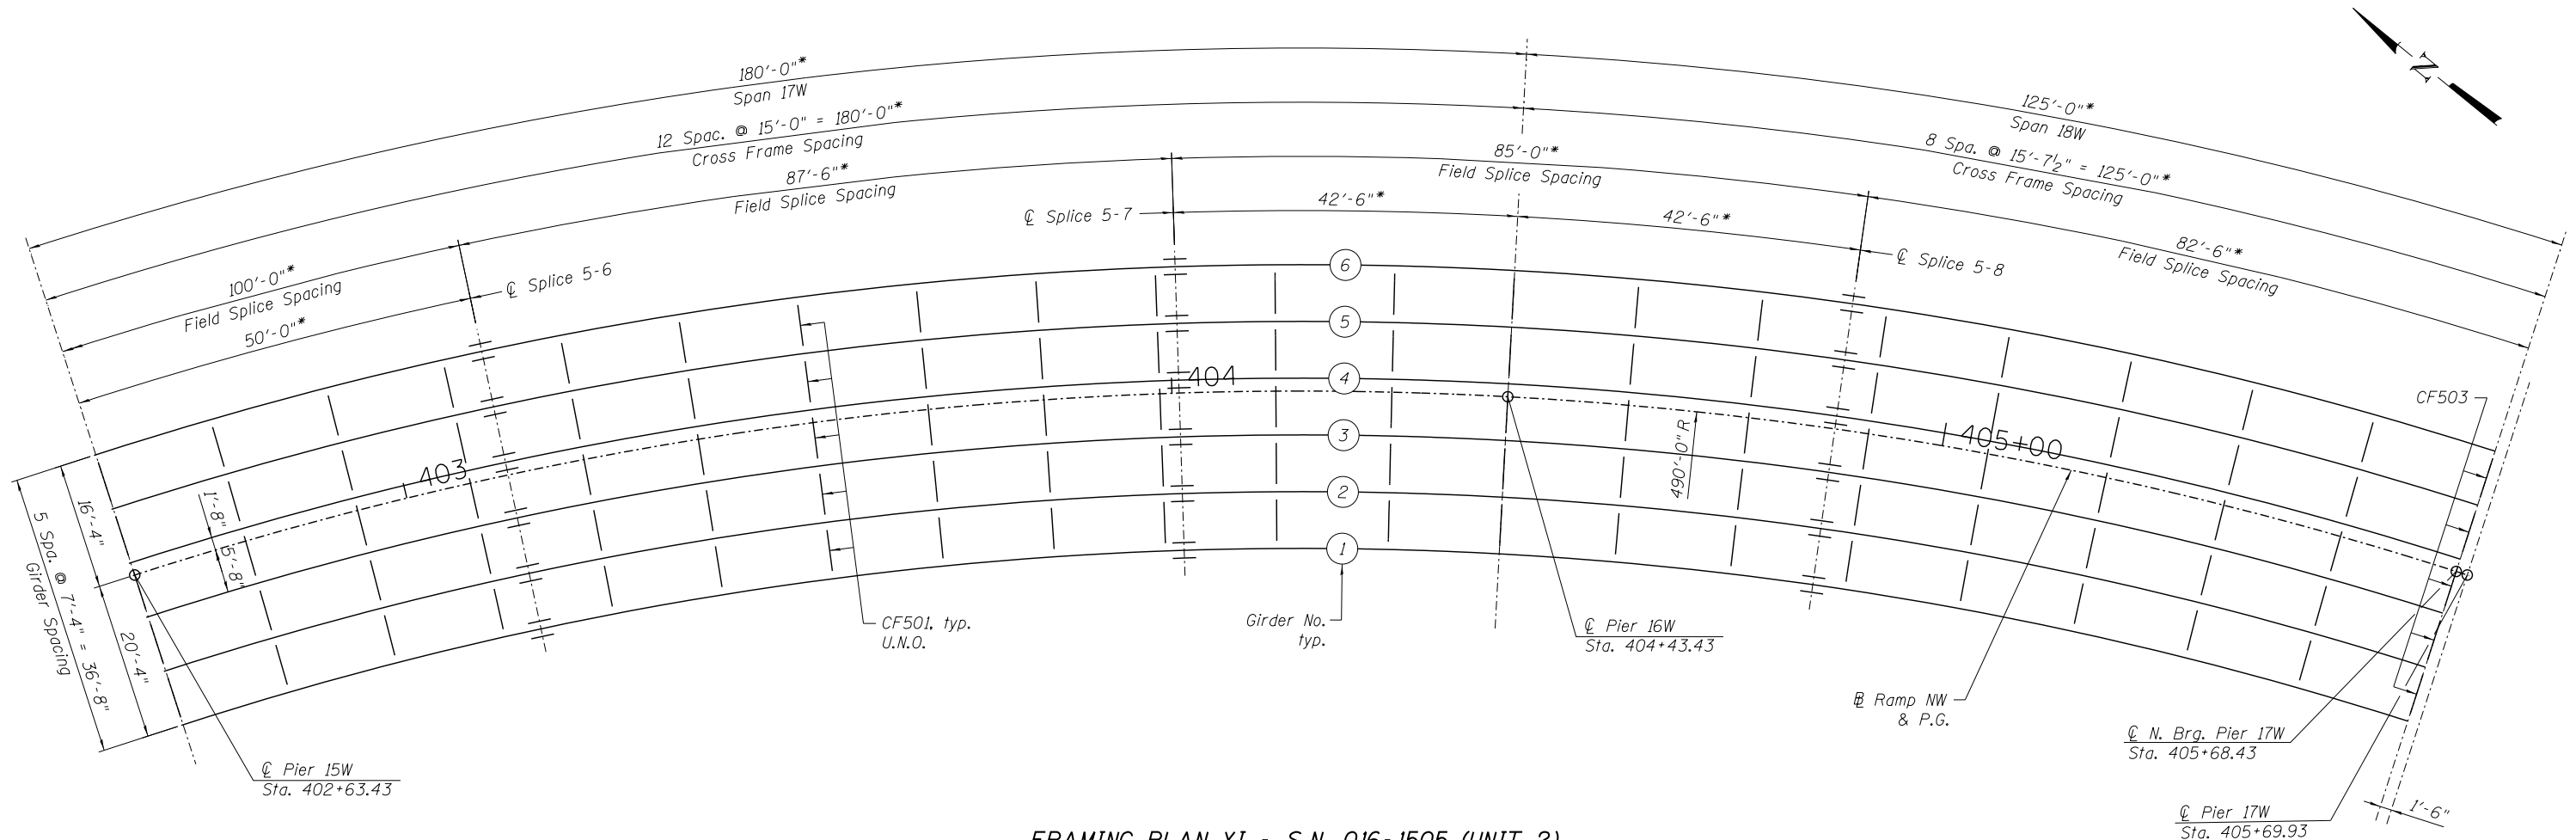 N
180'-0"*
Span 17W
125'-0"*
Span 18W
12 Spac. @ 15'-0" = 180'-0"*
Cross Frame Spacing
8 Spa. @ 15'-7½" = 125'-0"*
Cross Frame Spacing
87'-6"*
Field Splice Spacing
85'-0"*
Field Splice Spacing
100'-0"*
Field Splice Spacing
82'-6"*
Field Splice Spacing
50'-0"*
℄ Splice 5-6
℄ Splice 5-7
42'-6"*
42'-6"*
℄ Splice 5-8
6
5
4
3
2
1
403
404
405+00
CF503
490'-0" R
1'-8"
5'-8"
16'-4"
20'-4"
5 Spa. @ 7'-4" = 36'-8"
Girder Spacing
CF501, typ.
U.N.O.
Girder No.
typ.
℄ Pier 16W
Sta. 404+43.43
Ramp NW
& P.G.
℄ N. Brg. Pier 17W
Sta. 405+68.43
℄ Pier 15W
Sta. 402+63.43
℄ Pier 17W
Sta. 405+69.93
1'-6"
FRAMING PLAN XI - S.N. 016-1505 (UNIT